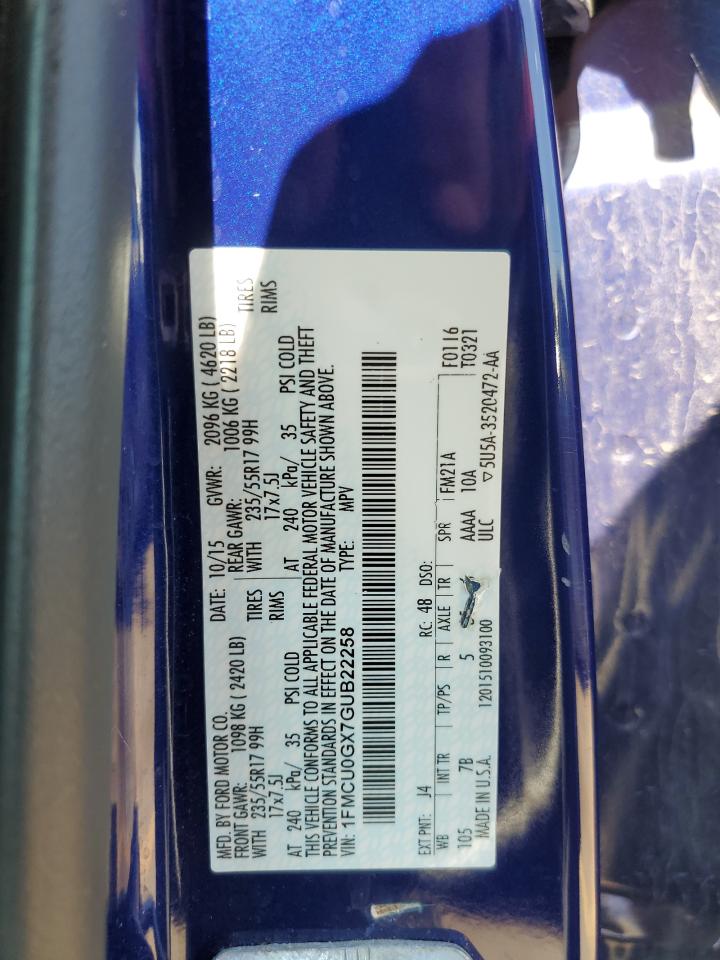 MFD. BY FORD MOTOR CO. DATE: 10/15 GVWR: 2096 KG ( 4620 LB)
FRONT GAWR: 1098 KG ( 2420 LB) REAR GAWR: 1006 KG ( 2218 LB)
WITH 235/55R17 99H TIRES WITH 235/55R17 99H TIRES
17x7.5J RIMS 17x7.5J RIMS
AT 240 kPa/ 35 PSI COLD AT 240 kPa/ 35 PSI COLD
THIS VEHICLE CONFORMS TO ALL APPLICABLE FEDERAL MOTOR VEHICLE SAFETY AND THEFT
PREVENTION STANDARDS IN EFFECT ON THE DATE OF MANUFACTURE SHOWN ABOVE.
VIN: 1FMCU0GX7GUB22258 TYPE: MPV
EXT PNT: J4 RC: 48 DSO: FM21A F0116
WB INT TR TP/PS R AXLE TR SPR T0321
105 7B 5 AAAA 10A
MADE IN U.S.A. 1201510093100 ULC ▽5U5A-3520472-AA